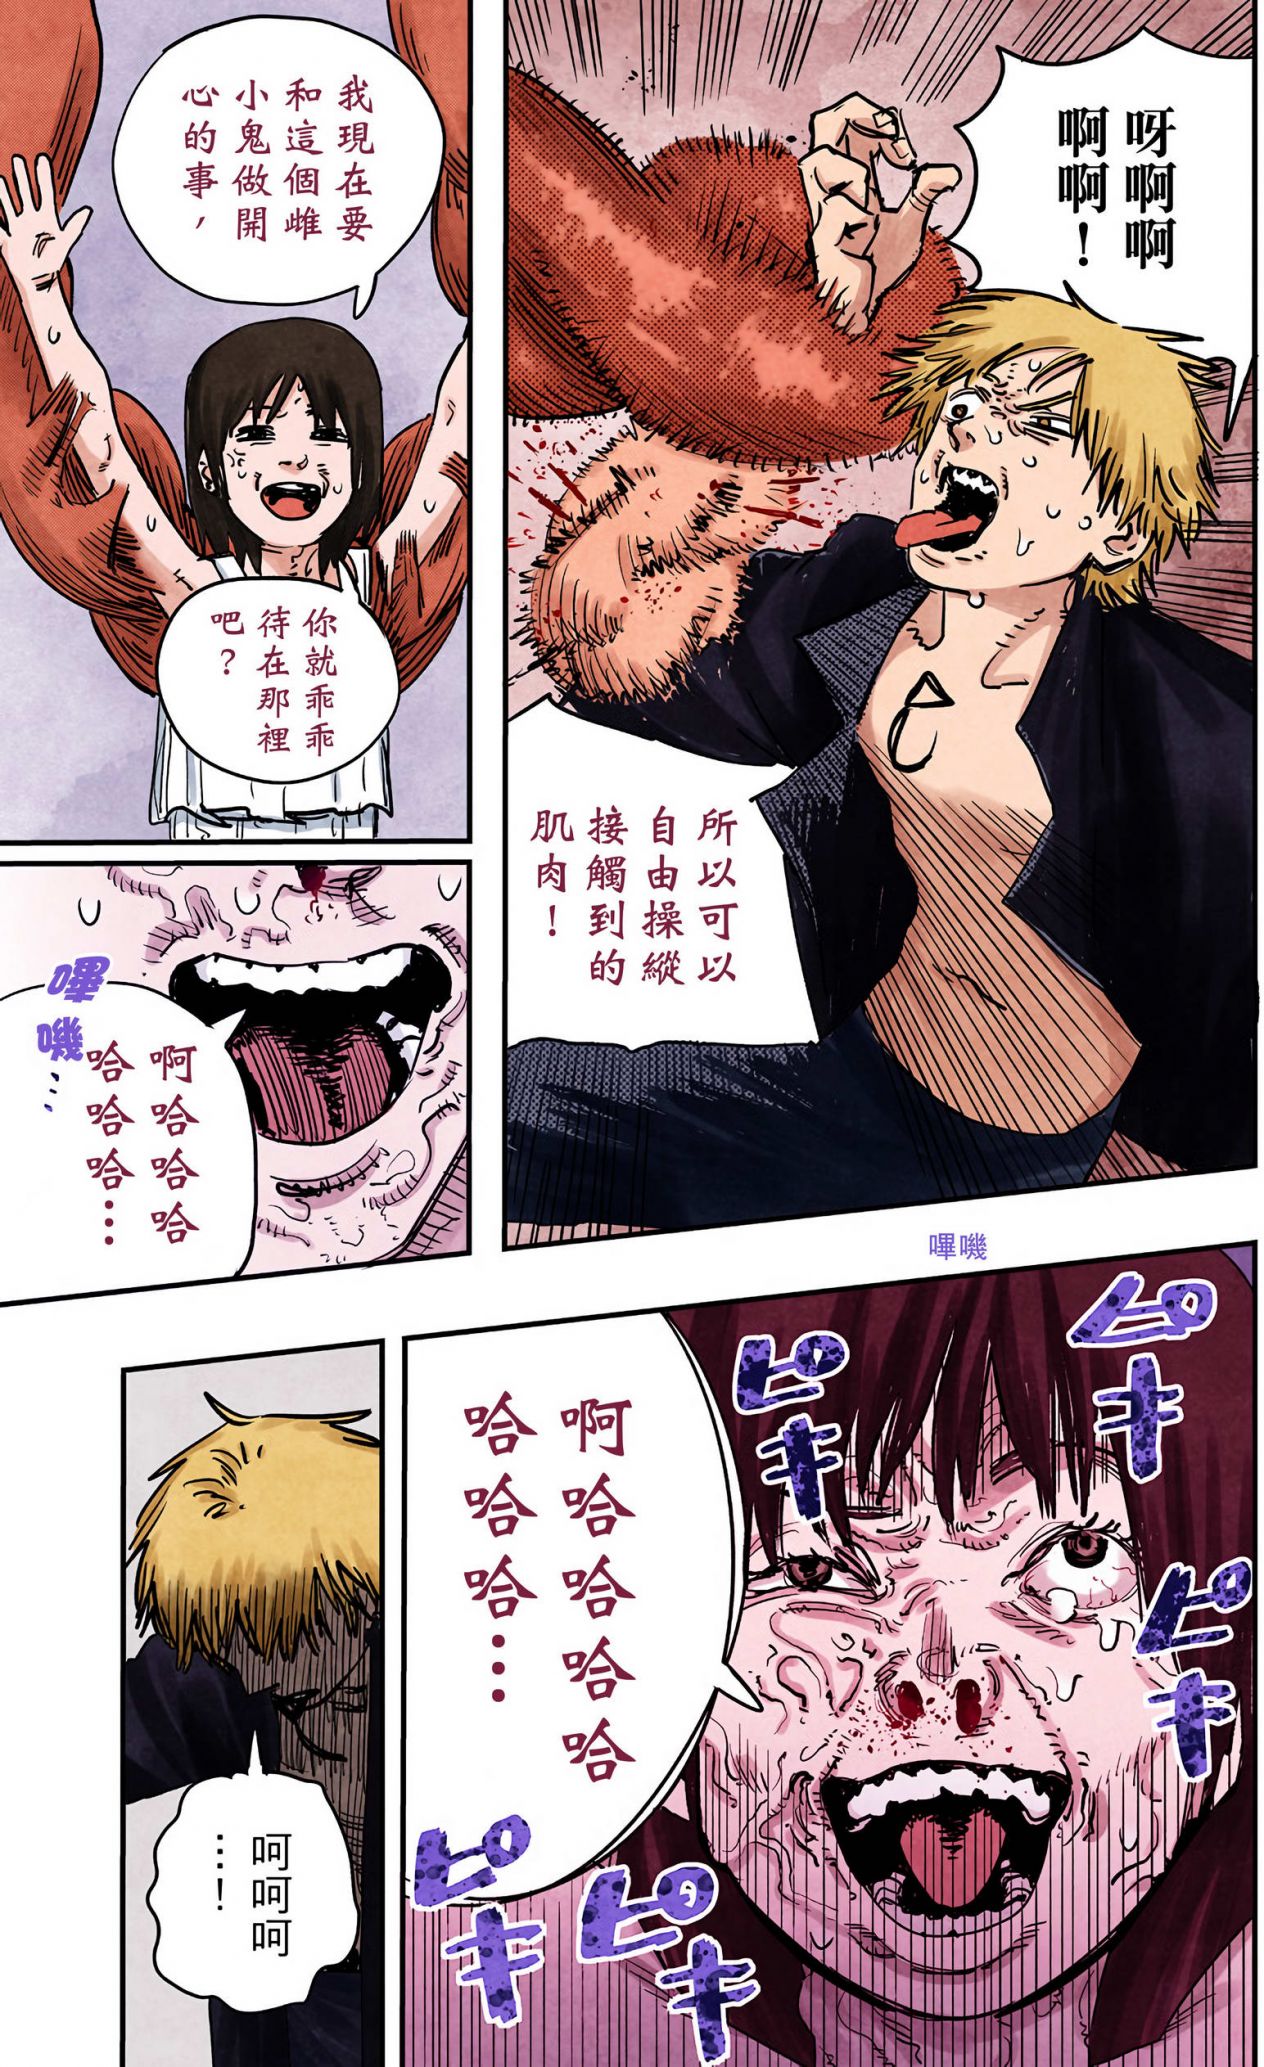 呀啊啊
啊啊！
所以可以
自由操縱
接觸到的
肌肉！
我現在要
和這個雌
小鬼做開
心的事，
你就乖乖
待在那裡
吧？
嗶嘰…
啊哈哈哈
哈哈哈…
嗶嘰
ピキ
ピキ
ピキ
啊哈哈哈哈
哈哈哈…
ピキ
ピキ
呵呵呵
…！